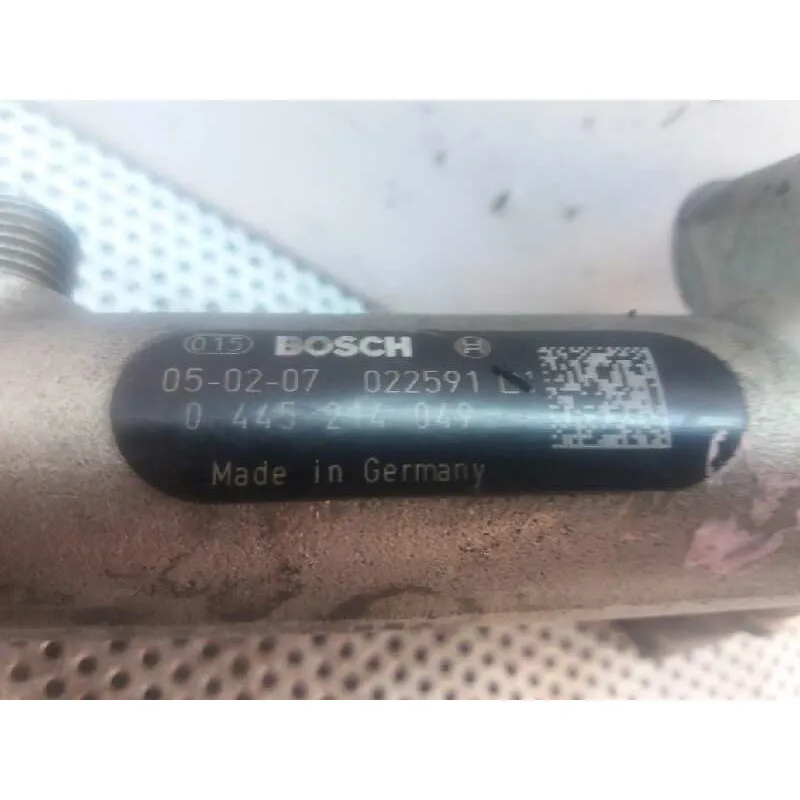 015 BOSCH
05-02-07 022591
0 445 214 049
Made in Germany